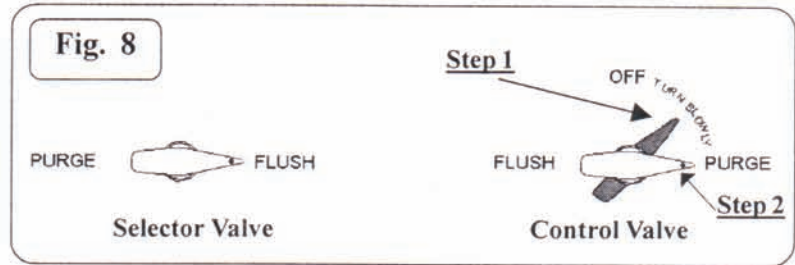 Fig. 8
Step 1
OFF TURN SLOWLY
PURGE FLUSH
FLUSH PURGE
Step 2
Selector Valve
Control Valve